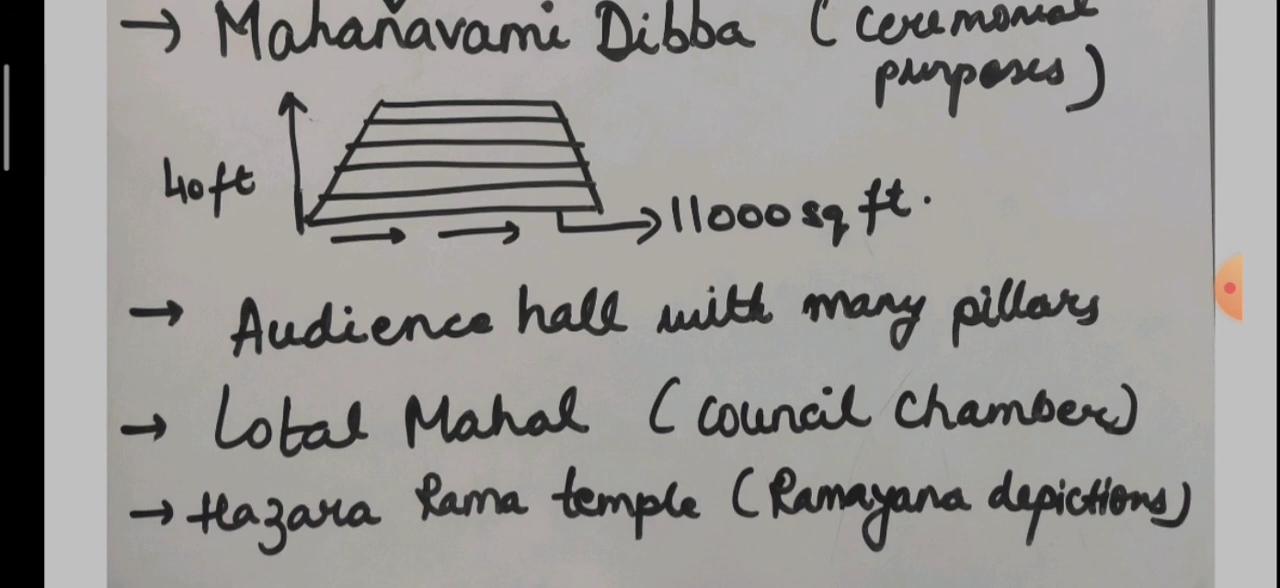 → Mahanavami Dibba (ceremonial
purposes)
40ft
→ 11000 sq ft.
→ Audience hall with many pillars
→ Lotal Mahal (council chamber)
→ Hazara Rama temple (Ramayana depictions)